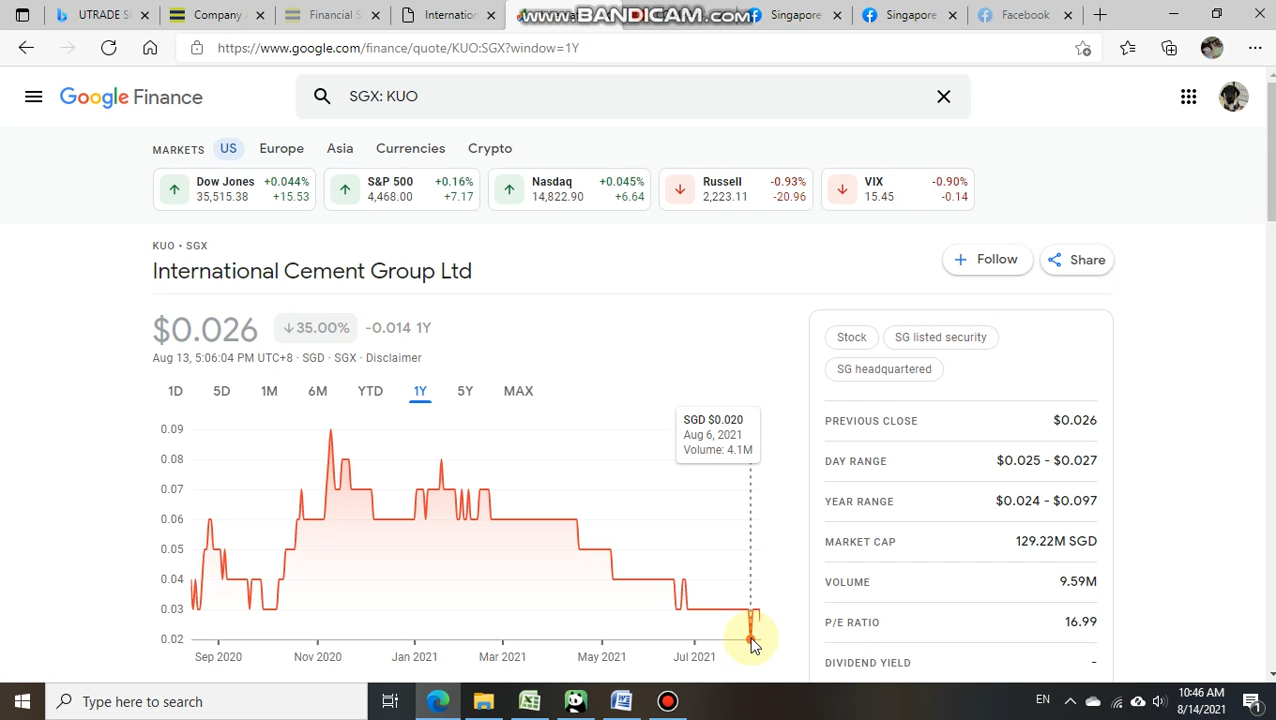 UTRADE S
Company
Financial S
Internation
www.BANDICAM.com
Singapore
Singapore
Facebook
https://www.google.com/finance/quote/KUO:SGX?window=1Y
Google Finance
SGX: KUO
MARKETS US Europe Asia Currencies Crypto
Dow Jones +0.044%
35,515.38 +15.53
S&P 500 +0.16%
4,468.00 +7.17
Nasdaq +0.045%
14,822.90 +6.64
Russell -0.93%
2,223.11 -20.96
VIX -0.90%
15.45 -0.14
KUO • SGX
International Cement Group Ltd
Follow
Share
$0.026 ↓35.00% -0.014 1Y
Aug 13, 5:06:04 PM UTC+8 · SGD · SGX · Disclaimer
1D 5D 1M 6M YTD 1Y 5Y MAX
SGD $0.020
Aug 6, 2021
Volume: 4.1M
0.09
0.08
0.07
0.06
0.05
0.04
0.03
0.02
Sep 2020 Nov 2020 Jan 2021 Mar 2021 May 2021 Jul 2021
Stock SG listed security
SG headquartered
PREVIOUS CLOSE $0.026
DAY RANGE $0.025 - $0.027
YEAR RANGE $0.024 - $0.097
MARKET CAP 129.22M SGD
VOLUME 9.59M
P/E RATIO 16.99
DIVIDEND YIELD -
Type here to search
EN
10:46 AM
8/14/2021
1